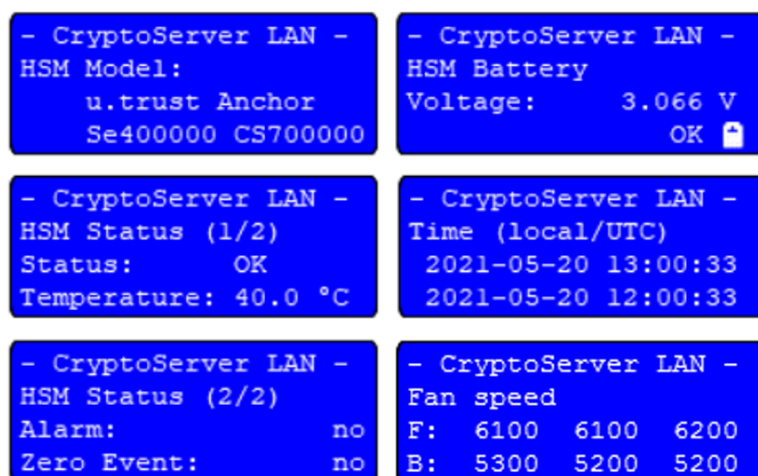 - CryptoServer LAN -
HSM Model:
u.trust Anchor
Se400000 CS700000
- CryptoServer LAN -
HSM Battery
Voltage: 3.066 V
OK
- CryptoServer LAN -
HSM Status (1/2)
Status: OK
Temperature: 40.0 °C
- CryptoServer LAN -
Time (local/UTC)
2021-05-20 13:00:33
2021-05-20 12:00:33
- CryptoServer LAN -
HSM Status (2/2)
Alarm: no
Zero Event: no
- CryptoServer LAN -
Fan speed
F: 6100 6100 6200
B: 5300 5200 5200